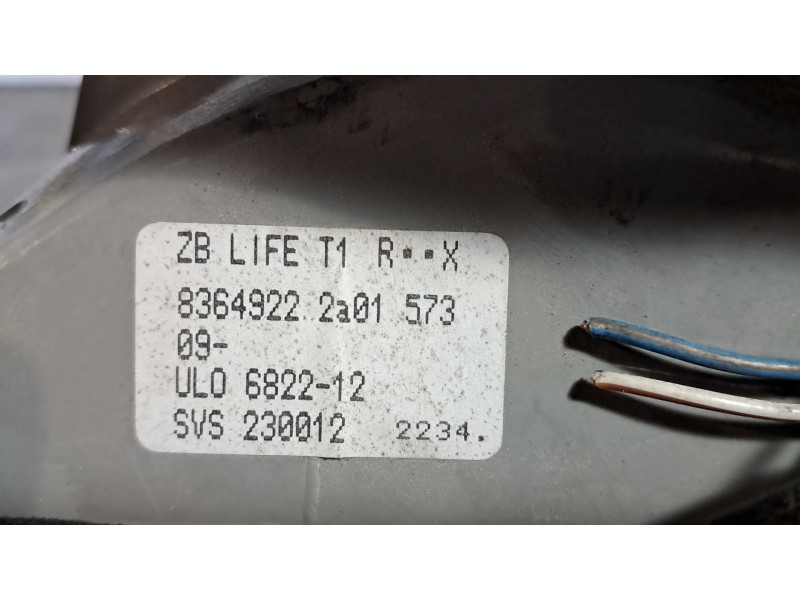 ZB LIFE T1 R··X
8364922 2a01 573
09-
ULO 6822-12
SVS 230012 2234.